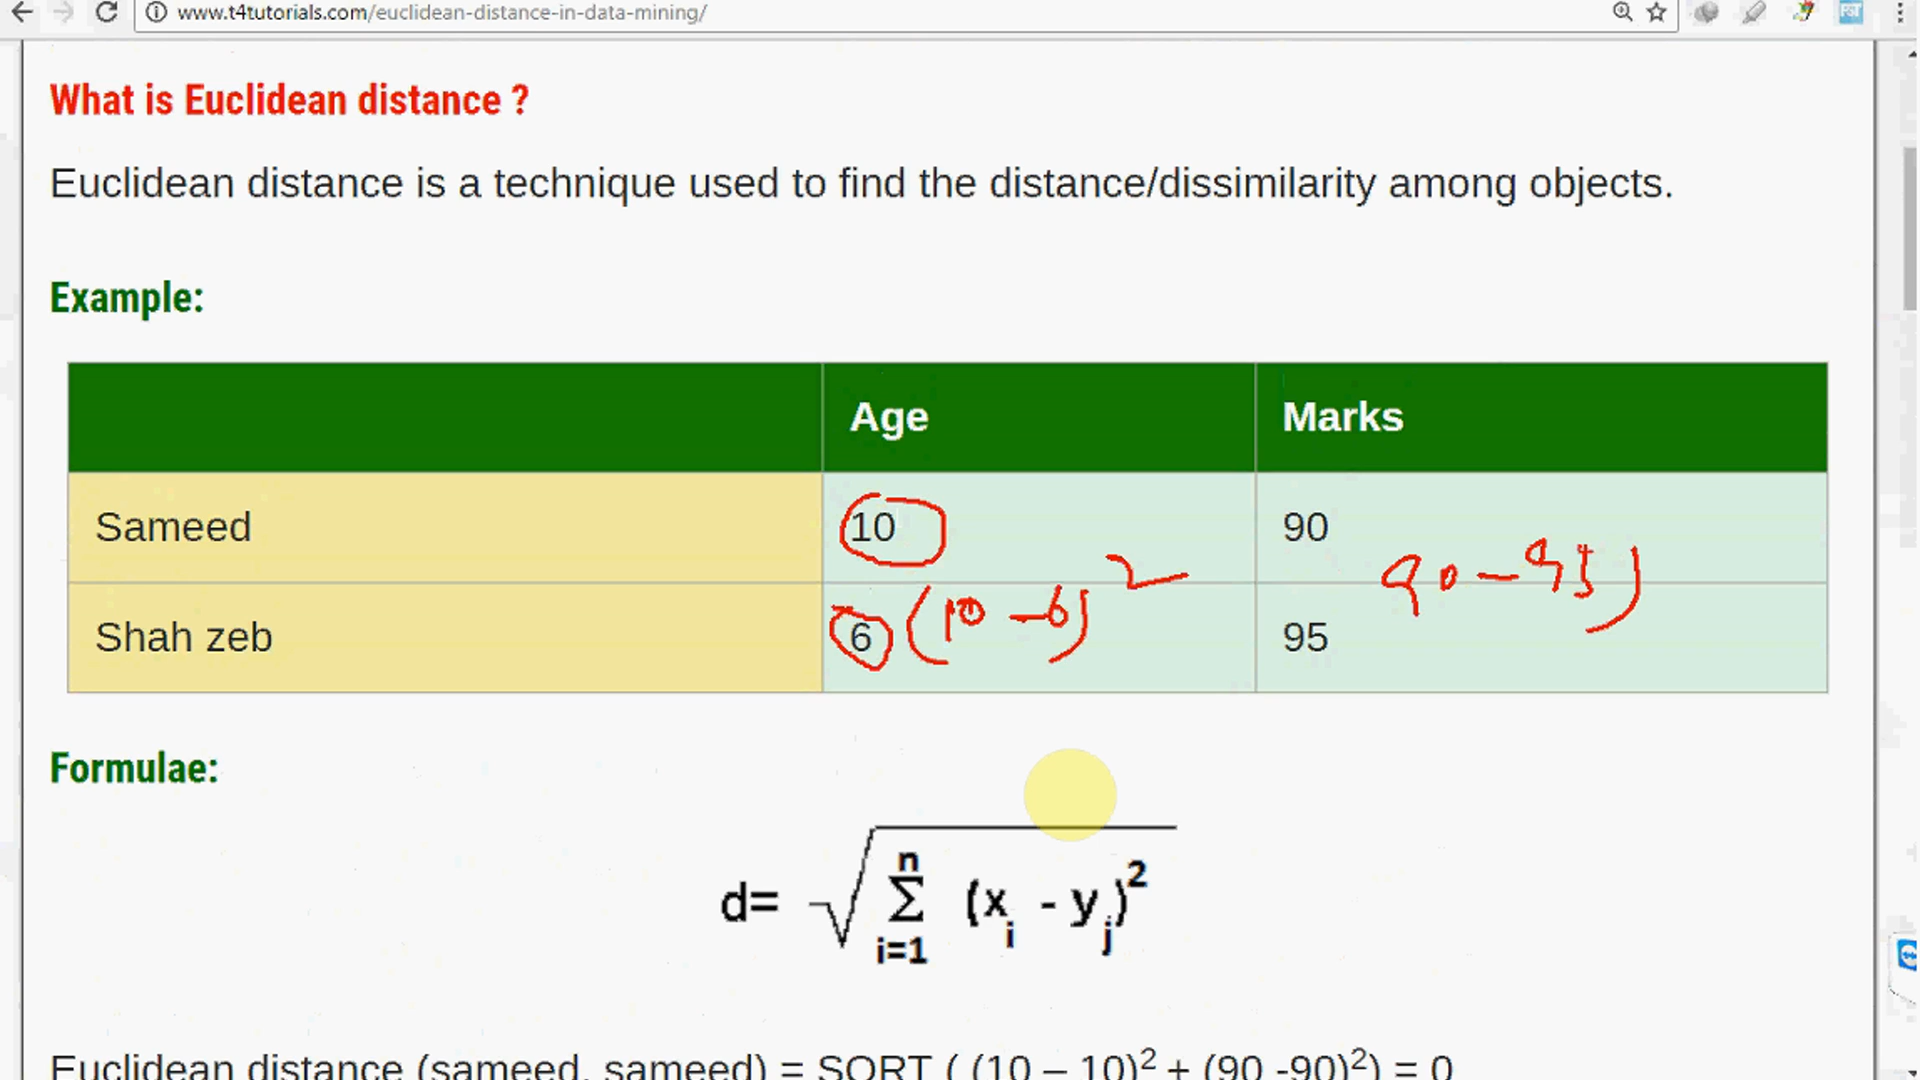 www.t4tutorials.com/euclidean-distance-in-data-mining/
What is Euclidean distance ?
Euclidean distance is a technique used to find the distance/dissimilarity among objects.
Example:
Age Marks
Sameed 10 90
90-95)
(10-6)2
Shah zeb 6 95
Formulae:
d= √ n Σ i=1 (xi - yj)2
Euclidean distance (sameed, sameed) = SQRT ( (10 – 10)2 + (90 -90)2) = 0